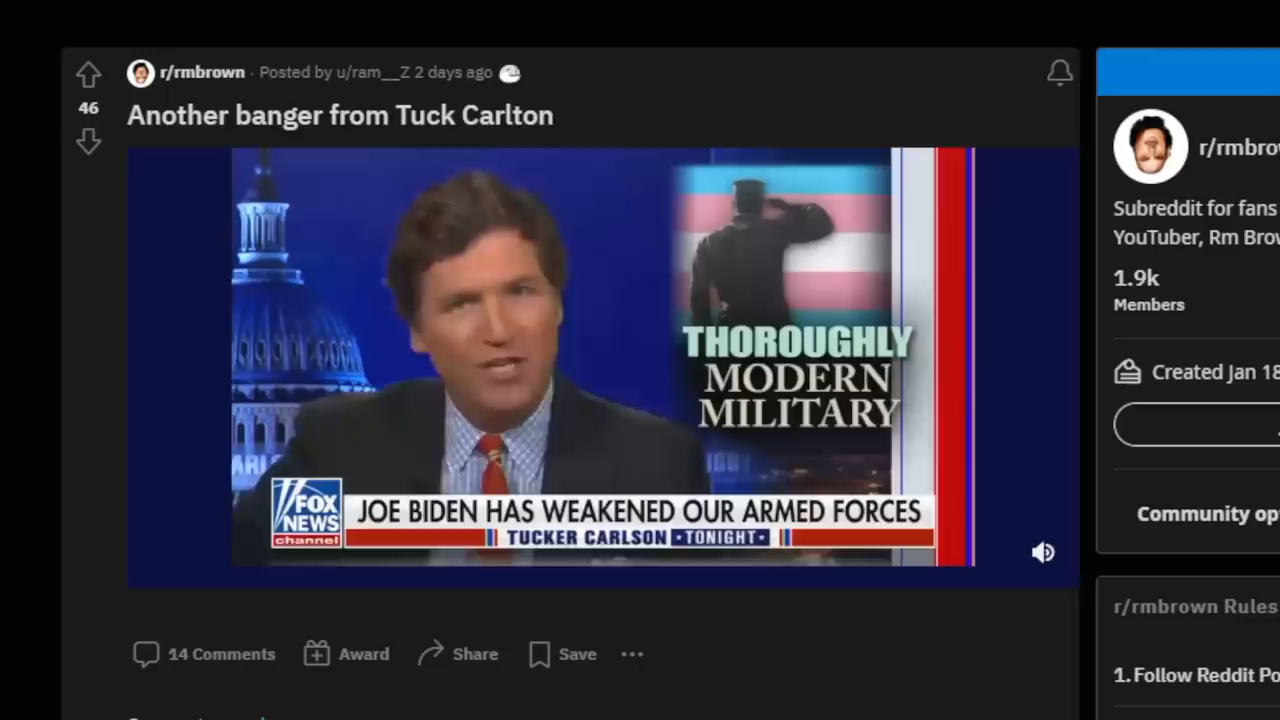 r/rmbrown · Posted by u/ram__Z 2 days ago
46
Another banger from Tuck Carlton
THOROUGHLY
MODERN
MILITARY
FOX
NEWS
channel
JOE BIDEN HAS WEAKENED OUR ARMED FORCES
TUCKER CARLSON TONIGHT
14 Comments
Award
Share
Save
r/rmbro
Subreddit for fans
YouTuber, Rm Bro
1.9k
Members
Created Jan 18
Community op
r/rmbrown Rules
1. Follow Reddit Po